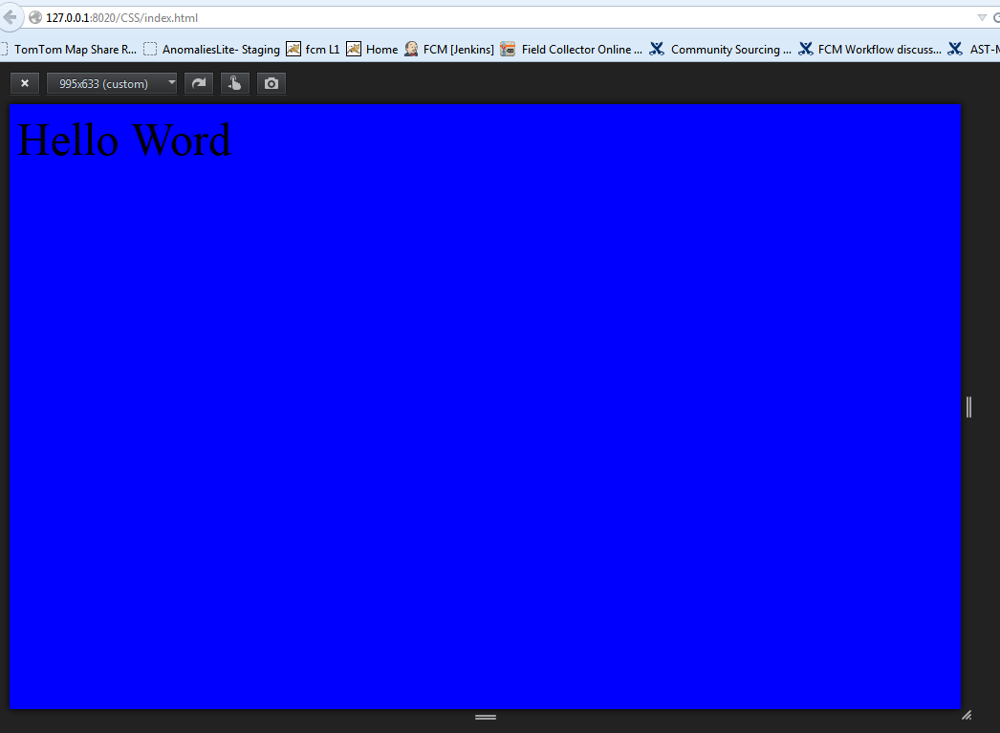 127.0.0.1:8020/CSS/index.html
TomTom Map Share R... AnomaliesLite- Staging fcm L1 Home FCM [Jenkins] Field Collector Online ... Community Sourcing ... FCM Workflow discuss... AST-M
995x633 (custom)
Hello Word